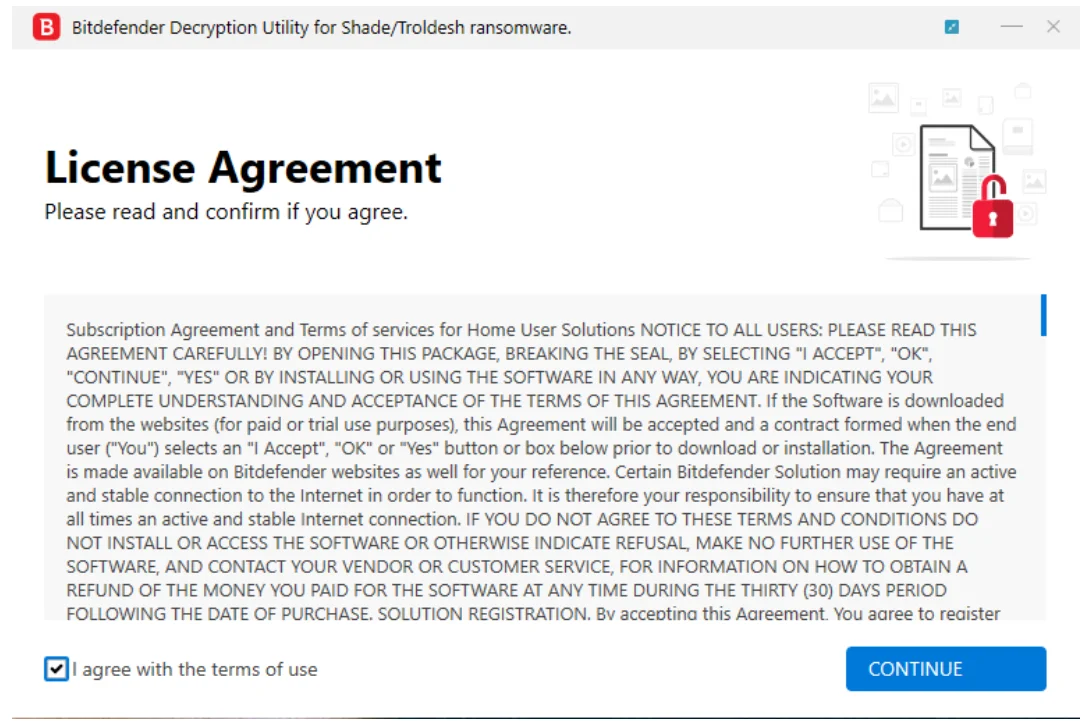 B Bitdefender Decryption Utility for Shade/Troldesh ransomware.
License Agreement
Please read and confirm if you agree.
Subscription Agreement and Terms of services for Home User Solutions NOTICE TO ALL USERS: PLEASE READ THIS
AGREEMENT CAREFULLY! BY OPENING THIS PACKAGE, BREAKING THE SEAL, BY SELECTING "I ACCEPT", "OK",
"CONTINUE", "YES" OR BY INSTALLING OR USING THE SOFTWARE IN ANY WAY, YOU ARE INDICATING YOUR
COMPLETE UNDERSTANDING AND ACCEPTANCE OF THE TERMS OF THIS AGREEMENT. If the Software is downloaded
from the websites (for paid or trial use purposes), this Agreement will be accepted and a contract formed when the end
user ("You") selects an "I Accept", "OK" or "Yes" button or box below prior to download or installation. The Agreement
is made available on Bitdefender websites as well for your reference. Certain Bitdefender Solution may require an active
and stable connection to the Internet in order to function. It is therefore your responsibility to ensure that you have at
all times an active and stable Internet connection. IF YOU DO NOT AGREE TO THESE TERMS AND CONDITIONS DO
NOT INSTALL OR ACCESS THE SOFTWARE OR OTHERWISE INDICATE REFUSAL, MAKE NO FURTHER USE OF THE
SOFTWARE, AND CONTACT YOUR VENDOR OR CUSTOMER SERVICE, FOR INFORMATION ON HOW TO OBTAIN A
REFUND OF THE MONEY YOU PAID FOR THE SOFTWARE AT ANY TIME DURING THE THIRTY (30) DAYS PERIOD
FOLLOWING THE DATE OF PURCHASE. SOLUTION REGISTRATION. By accepting this Agreement, You agree to register
I agree with the terms of use
CONTINUE